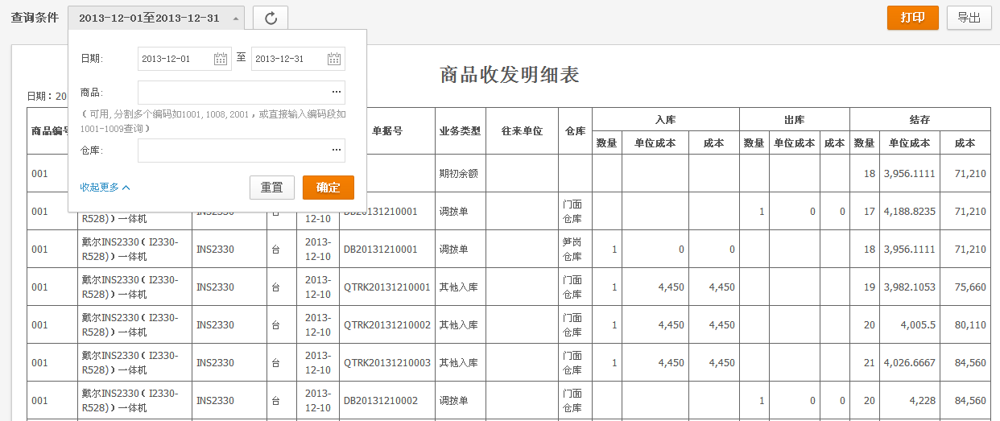 查询条件 2013-12-01至2013-12-31 打印 导出
日期: 2013-12-01 至 2013-12-31
商品: ...
(可用,分割多个编码如1001,1008,2001，或直接输入编码段如
1001-1009查询)
仓库: ...
收起更多 重置 确定
商品收发明细表
日期：20
商品编号 单据号 业务类型 往来单位 仓库 入库 出库 结存
数量 单位成本 成本 数量 单位成本 成本 数量 单位成本 成本
001 期初余额 18 3,956.1111 71,210
001 R528))一体机 INS2330 台 12-10 DB20131210001 调拨单 门面
仓库 1 0 0 17 4,188.8235 71,210
001 戴尔INS2330(I2330-
R528))一体机 INS2330 台 2013-
12-10 DB20131210001 调拨单 笋岗
仓库 1 0 0 18 3,956.1111 71,210
001 戴尔INS2330(I2330-
R528))一体机 INS2330 台 2013-
12-10 QTRK20131210001 其他入库 门面
仓库 1 4,450 4,450 19 3,982.1053 75,660
001 戴尔INS2330(I2330-
R528))一体机 INS2330 台 2013-
12-10 QTRK20131210002 其他入库 门面
仓库 1 4,450 4,450 20 4,005.5 80,110
001 戴尔INS2330(I2330-
R528))一体机 INS2330 台 2013-
12-10 QTRK20131210003 其他入库 门面
仓库 1 4,450 4,450 21 4,026.6667 84,560
001 戴尔INS2330(I2330-
R528))一体机 INS2330 台 2013-
12-10 DB20131210002 调拨单 门面
仓库 1 0 0 20 4,228 84,560